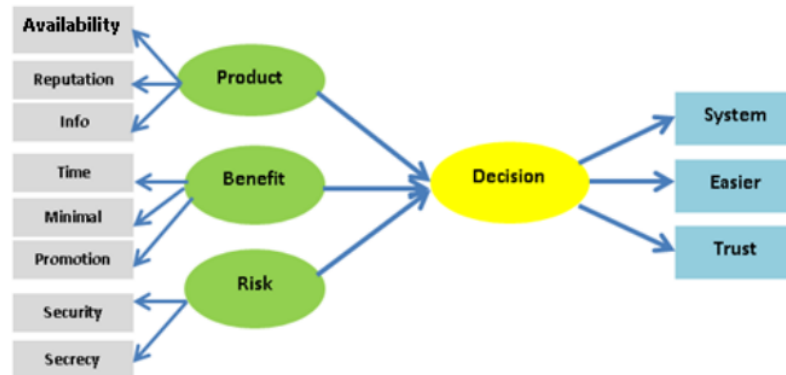 Availability
Reputation
Info
Time
Minimal
Promotion
Security
Secrecy
Product
Benefit
Risk
Decision
System
Easier
Trust